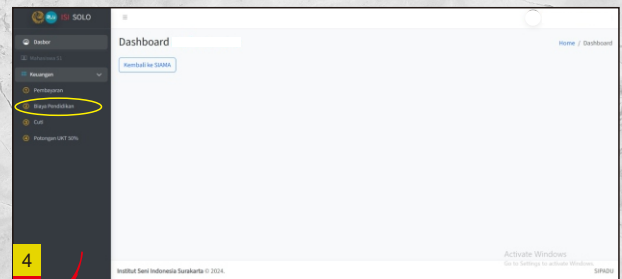 ISI SOLO
Dasbor
Dashboard
Home / Dashboard
Mahasiswa S1
Kembali ke SIAMA
Keuangan
Pembayaran
Biaya Pendidikan
Cuti
Potongan UKT 50%
4
Activate Windows
Go to Settings to activate Windows.
Institut Seni Indonesia Surakarta © 2024.
SIPADU